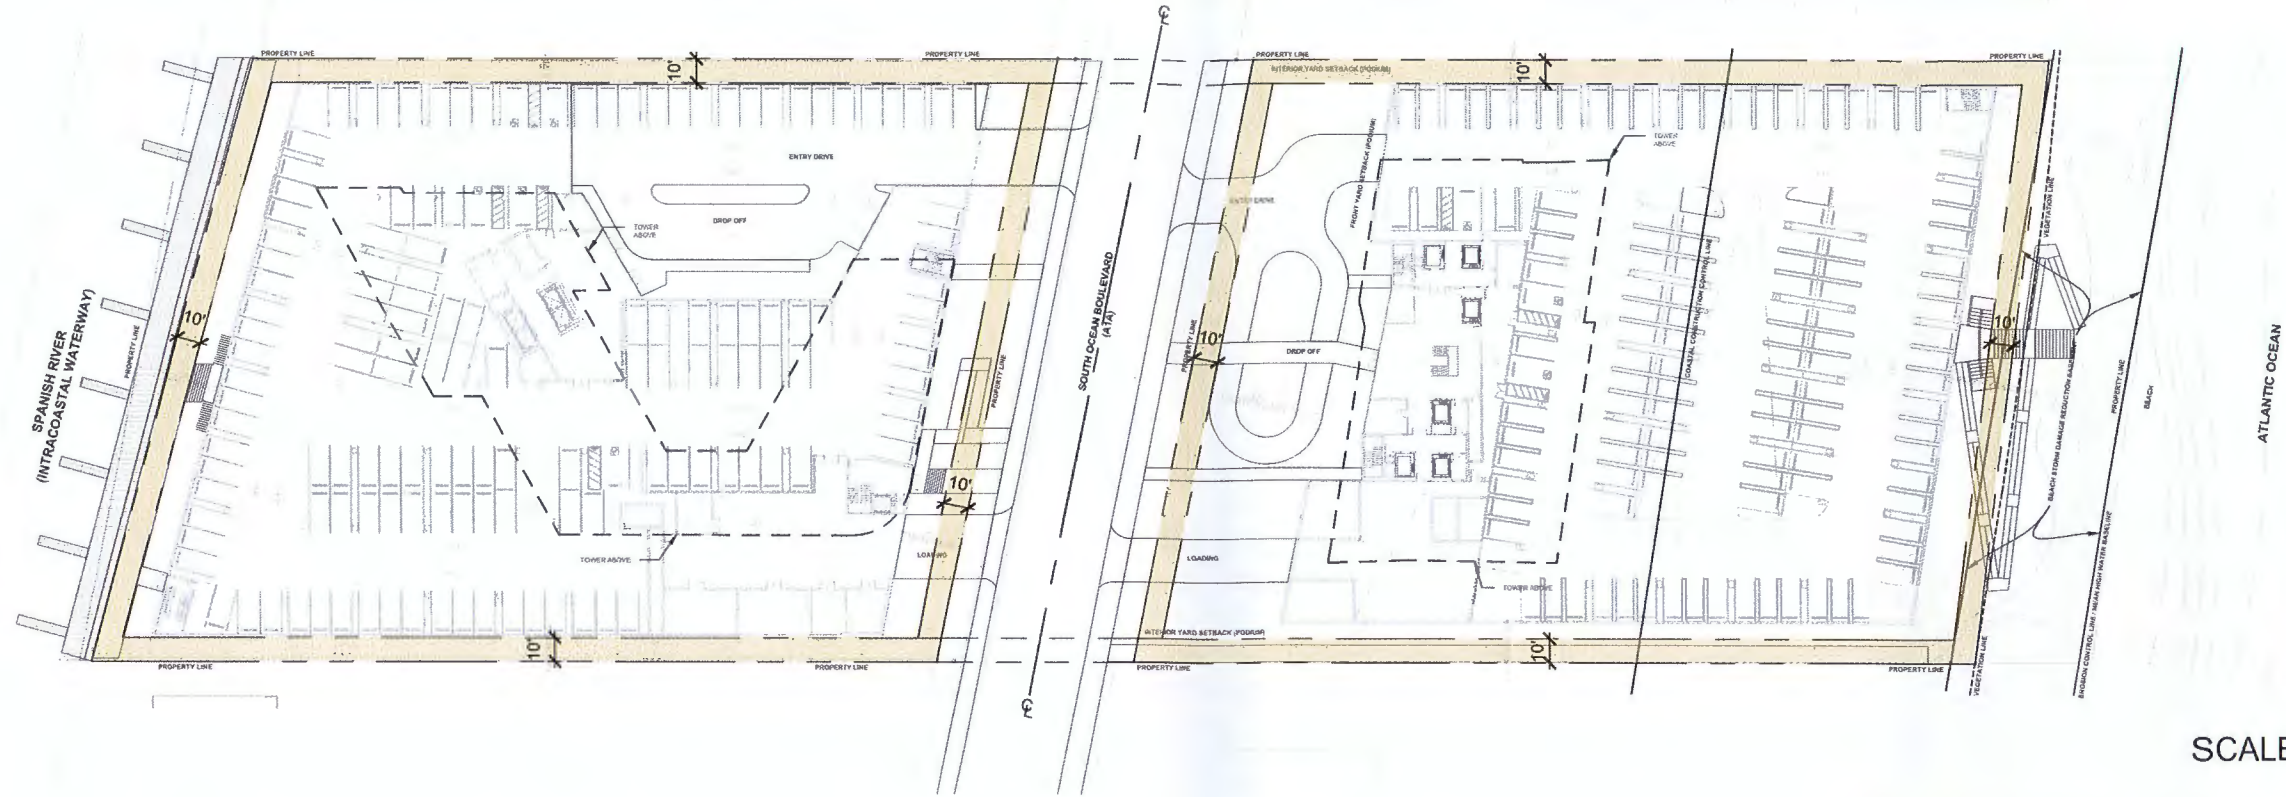 PROPERTY LINE
PROPERTY LINE
PROPERTY LINE
PROPERTY LINE
10'
10'
INTERIOR YARD SETBACK (PODIUM)
ENTRY DRIVE
DROP OFF
TOWER
ABOVE
TOWER
ABOVE
FRONT YARD SETBACK (PODIUM)
ENTRY DRIVE
VEGETATION LINE
COASTAL CONSTRUCTION CONTROL LINE
SPANISH RIVER
(INTRACOASTAL WATERWAY)
PROPERTY LINE
10'
SOUTH OCEAN BOULEVARD
(A1A)
PROPERTY LINE
PROPERTY LINE
10'
DROP OFF
10'
BEACH STORM DAMAGE REDUCTION BASELINE
PROPERTY LINE
BEACH
ATLANTIC OCEAN
10'
TOWER ABOVE
LOADING
LOADING
TOWER ABOVE
EROSION CONTROL LINE / MEAN HIGH WATER BASELINE
VEGETATION LINE
INTERIOR YARD SETBACK (PODIUM)
10'
10'
PROPERTY LINE
PROPERTY LINE
PROPERTY LINE
PROPERTY LINE
SCALE